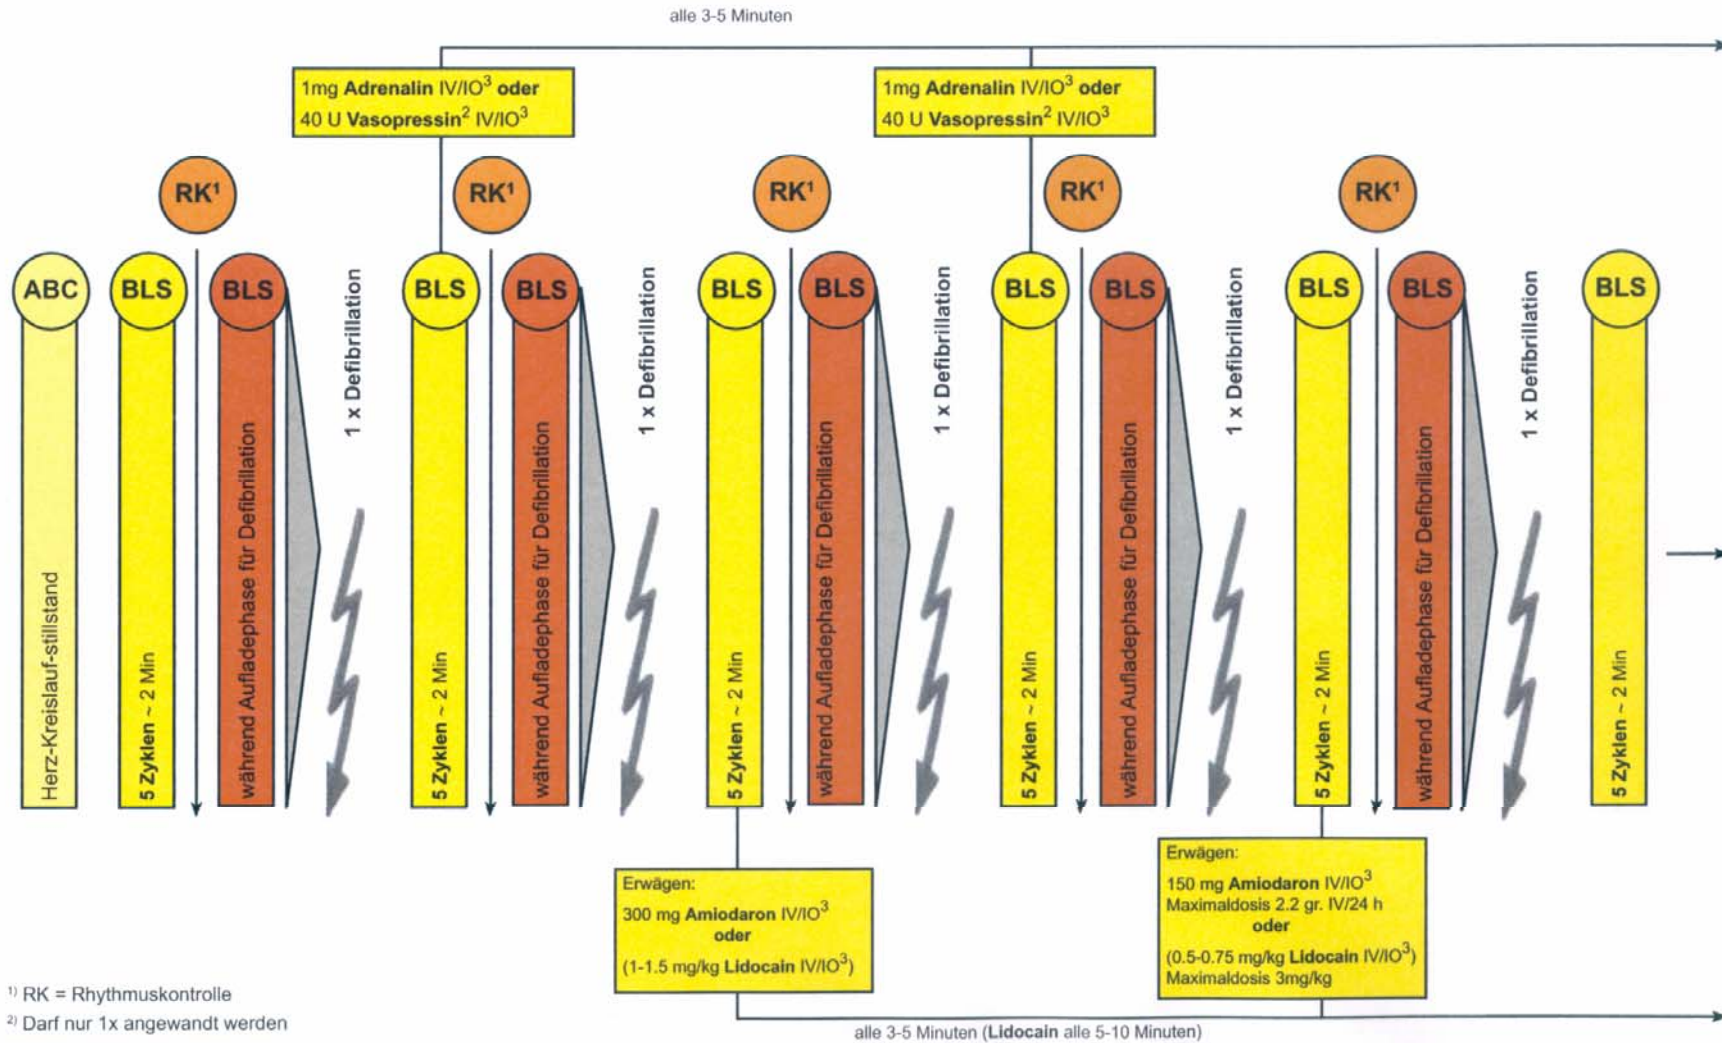 alle 3-5 Minuten
1mg Adrenalin IV/IO³ oder
40 U Vasopressin² IV/IO³
1mg Adrenalin IV/IO³ oder
40 U Vasopressin² IV/IO³
RK¹
RK¹
RK¹
RK¹
RK¹
ABC
BLS
BLS
BLS
BLS
BLS
BLS
BLS
BLS
BLS
BLS
BLS
Herz-Kreislauf-stillstand
5 Zyklen ~ 2 Min
während Aufladephase für Defibrillation
1 x Defibrillation
5 Zyklen ~ 2 Min
während Aufladephase für Defibrillation
1 x Defibrillation
5 Zyklen ~ 2 Min
während Aufladephase für Defibrillation
1 x Defibrillation
5 Zyklen ~ 2 Min
während Aufladephase für Defibrillation
1 x Defibrillation
5 Zyklen ~ 2 Min
während Aufladephase für Defibrillation
1 x Defibrillation
5 Zyklen ~ 2 Min
Erwägen:
300 mg Amiodaron IV/IO³
oder
(1-1.5 mg/kg Lidocain IV/IO³)
Erwägen:
150 mg Amiodaron IV/IO³
Maximaldosis 2.2 gr. IV/24 h
oder
(0.5-0.75 mg/kg Lidocain IV/IO³)
Maximaldosis 3mg/kg
¹⁾ RK = Rhythmuskontrolle
²⁾ Darf nur 1x angewandt werden
alle 3-5 Minuten (Lidocain alle 5-10 Minuten)